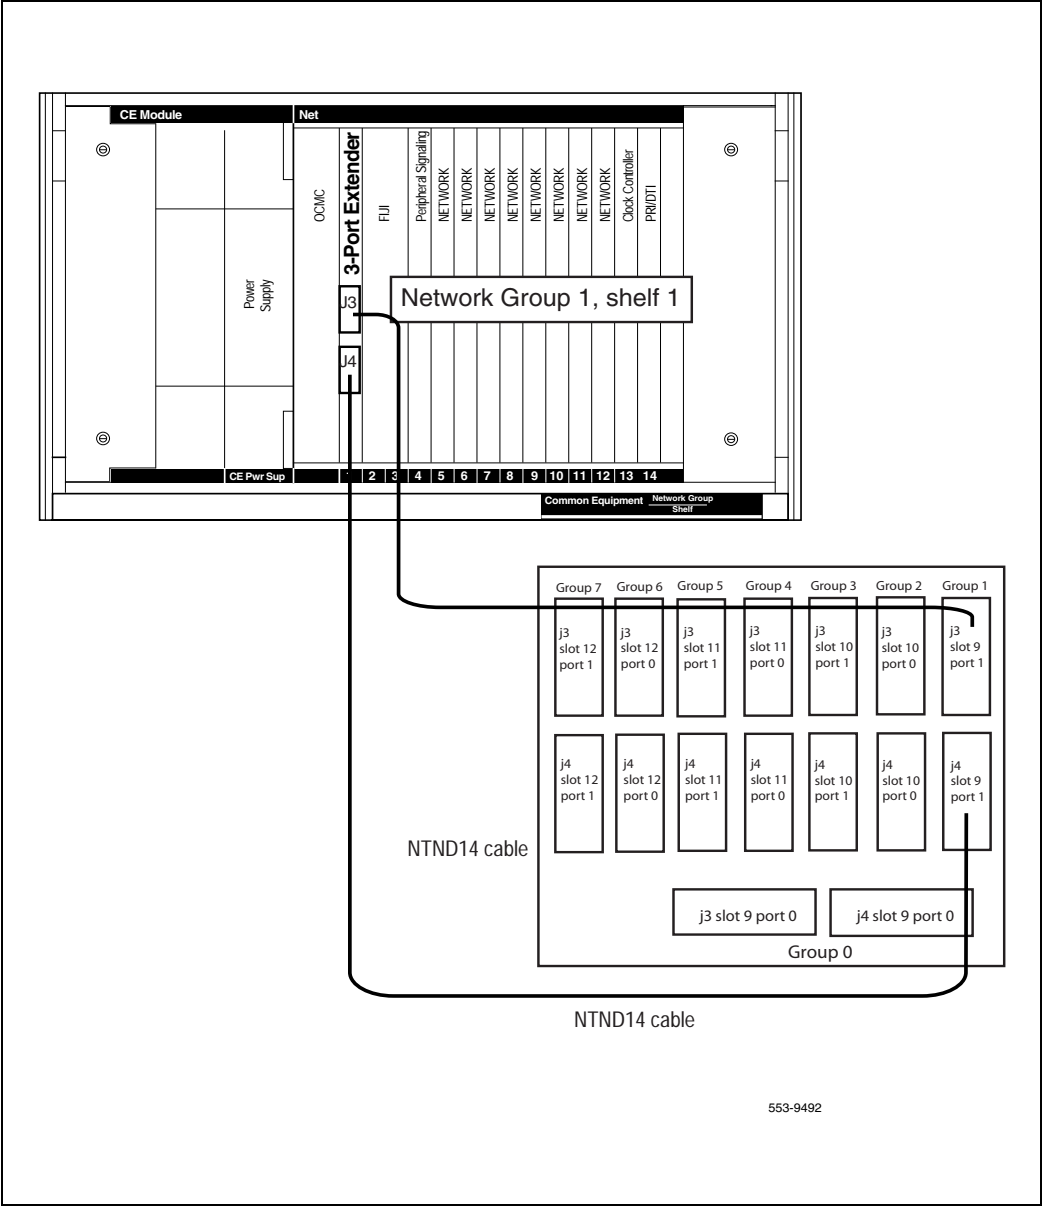 CE Module
Net
OCMC
3-Port Extender
FIJI
Peripheral Signaling
NETWORK
NETWORK
NETWORK
NETWORK
NETWORK
NETWORK
NETWORK
NETWORK
Clock Controller
PRI/DTI
Power
Supply
J3
Network Group 1, shelf 1
J4
CE Pwr Sup
1 2 3 4 5 6 7 8 9 10 11 12 13 14
Common Equipment
Network Group
Shelf
Group 7 Group 6 Group 5 Group 4 Group 3 Group 2 Group 1
j3 j3 j3 j3 j3 j3 j3
slot 12 slot 12 slot 11 slot 11 slot 10 slot 10 slot 9
port 1 port 0 port 1 port 0 port 1 port 0 port 1
j4 j4 j4 j4 j4 j4 j4
slot 12 slot 12 slot 11 slot 11 slot 10 slot 10 slot 9
port 1 port 0 port 1 port 0 port 1 port 0 port 1
NTND14 cable
j3 slot 9 port 0 j4 slot 9 port 0
Group 0
NTND14 cable
553-9492